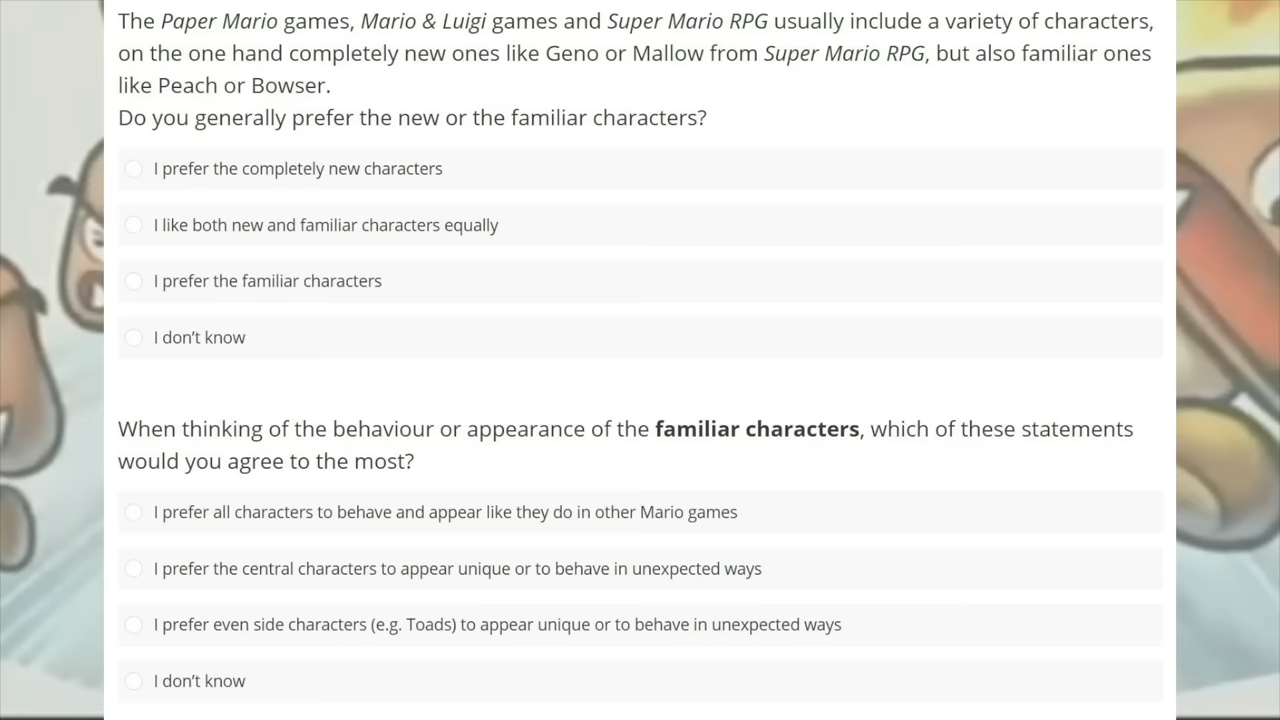 The Paper Mario games, Mario & Luigi games and Super Mario RPG usually include a variety of characters,
on the one hand completely new ones like Geno or Mallow from Super Mario RPG, but also familiar ones
like Peach or Bowser.
Do you generally prefer the new or the familiar characters?
I prefer the completely new characters
I like both new and familiar characters equally
I prefer the familiar characters
I don’t know
When thinking of the behaviour or appearance of the familiar characters, which of these statements
would you agree to the most?
I prefer all characters to behave and appear like they do in other Mario games
I prefer the central characters to appear unique or to behave in unexpected ways
I prefer even side characters (e.g. Toads) to appear unique or to behave in unexpected ways
I don’t know